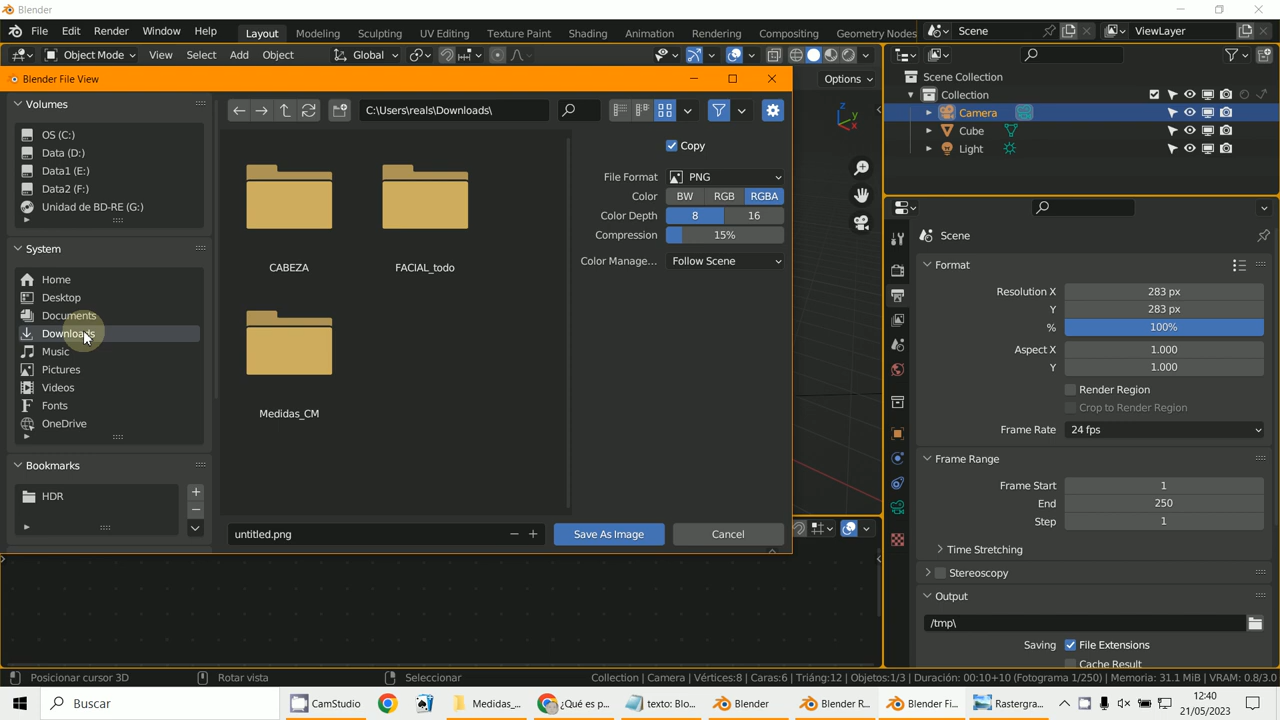 Blender
File Edit Render Window Help Layout Modeling Sculpting UV Editing Texture Paint Shading Animation Rendering Compositing Geometry Nodes Scene ViewLayer
Object Mode View Select Add Object Global
Blender File View
Options
Volumes
OS (C:)
Data (D:)
Data1 (E:)
Data2 (F:)
Unidad de BD-RE (G:)
System
Home
Desktop
Documents
Downloads
Music
Pictures
Videos
Fonts
OneDrive
Bookmarks
HDR
C:\Users\reals\Downloads\
CABEZA
FACIAL_todo
Medidas_CM
Copy
File Format PNG
Color BW RGB RGBA
Color Depth 8 16
Compression 15%
Color Manage... Follow Scene
untitled.png
Save As Image
Cancel
Scene Collection
Collection
Camera
Cube
Light
Scene
Format
Resolution X 283 px
Y 283 px
% 100%
Aspect X 1.000
Y 1.000
Render Region
Crop to Render Region
Frame Rate 24 fps
Frame Range
Frame Start 1
End 250
Step 1
Time Stretching
Stereoscopy
Output
/tmp\
Saving File Extensions
Cache Result
Posicionar cursor 3D Rotar vista Seleccionar Collection | Camera | Vértices:8 | Caras:6 | Triáng:12 | Objetos:1/3 | Duración: 00:10+10 (Fotograma 1/250) | Memoria: 31.1 MiB | VRAM: 0.8/3.0
Buscar CamStudio Medidas_... ¿Qué es p... texto: Blo... Blender Blender R... Blender Fi... Rastergra...
12:40
21/05/2023